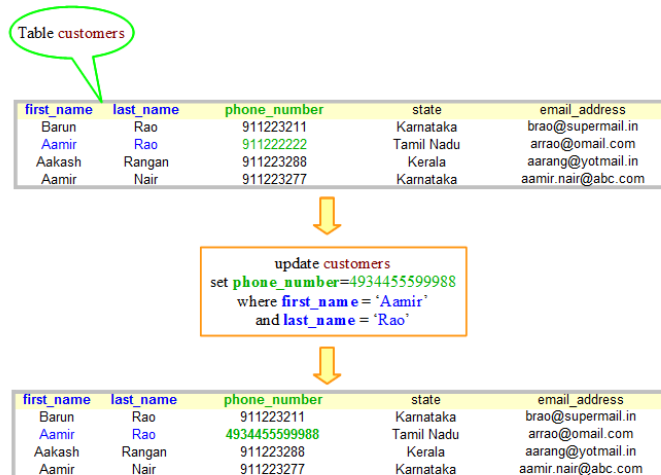 Table customers
first_name last_name phone_number state email_address
Barun Rao 911223211 Karnataka brao@supermail.in
Aamir Rao 911222222 Tamil Nadu arrao@omail.com
Aakash Rangan 911223288 Kerala aarang@yotmail.in
Aamir Nair 911223277 Karnataka aamir.nair@abc.com
update customers
set phone_number=4934455599988
where first_name = ‘Aamir’
and last_name = ‘Rao’
first_name last_name phone_number state email_address
Barun Rao 911223211 Karnataka brao@supermail.in
Aamir Rao 4934455599988 Tamil Nadu arrao@omail.com
Aakash Rangan 911223288 Kerala aarang@yotmail.in
Aamir Nair 911223277 Karnataka aamir.nair@abc.com